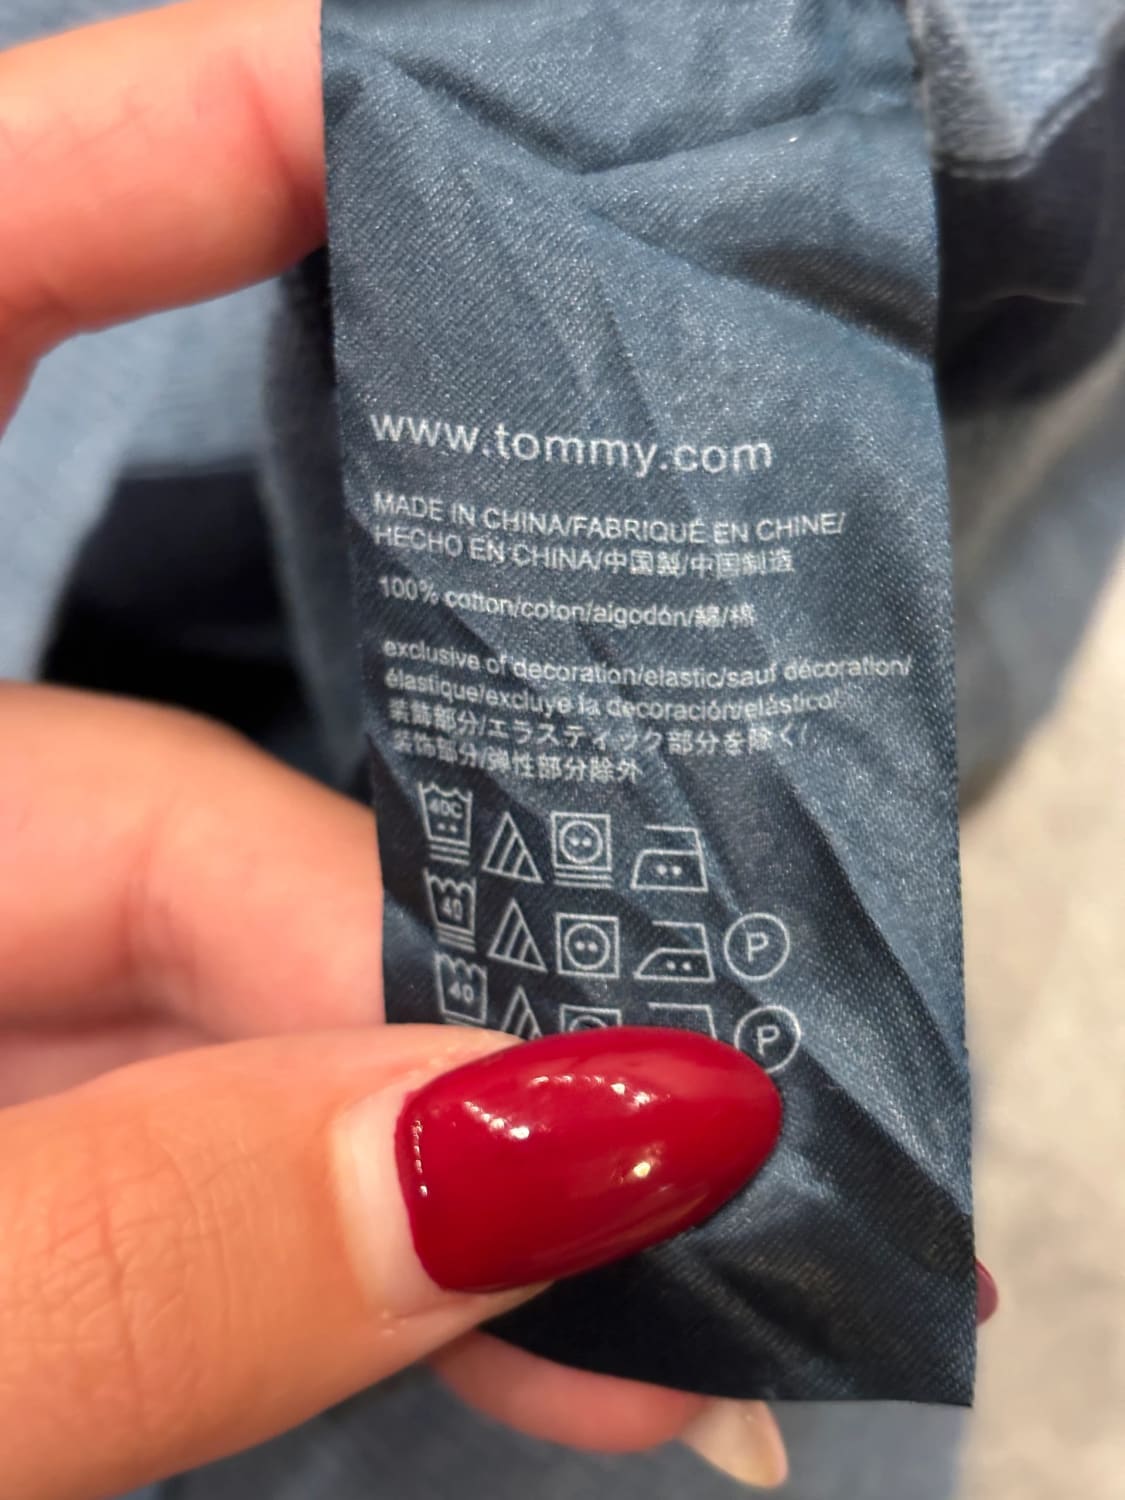 www.tommy.com
MADE IN CHINA/FABRIQUÉ EN CHINE/
HECHO EN CHINA/中国製/中国制造
100% cotton/coton/algodón/綿/棉
exclusive of decoration/elastic/sauf décoration/
élastique/excluye la decoración/elástico/
装飾部分/エラスティック部分を除く/
装饰部分/弹性部分除外
40C
40 P
40 P